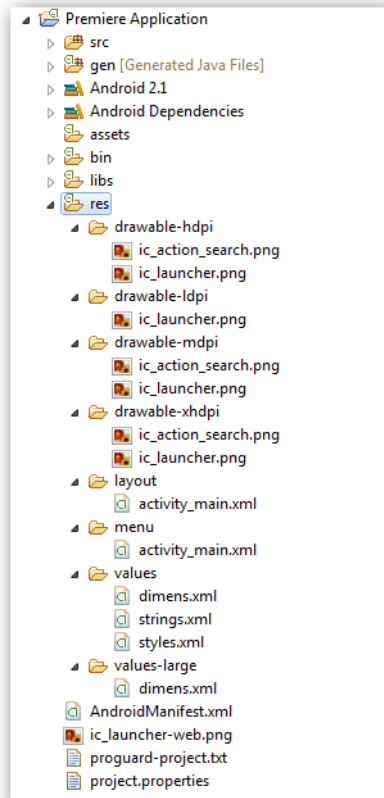 Premiere Application
src
gen [Generated Java Files]
Android 2.1
Android Dependencies
assets
bin
libs
res
drawable-hdpi
ic_action_search.png
ic_launcher.png
drawable-ldpi
ic_launcher.png
drawable-mdpi
ic_action_search.png
ic_launcher.png
drawable-xhdpi
ic_action_search.png
ic_launcher.png
layout
activity_main.xml
menu
activity_main.xml
values
dimens.xml
strings.xml
styles.xml
values-large
dimens.xml
AndroidManifest.xml
ic_launcher-web.png
proguard-project.txt
project.properties